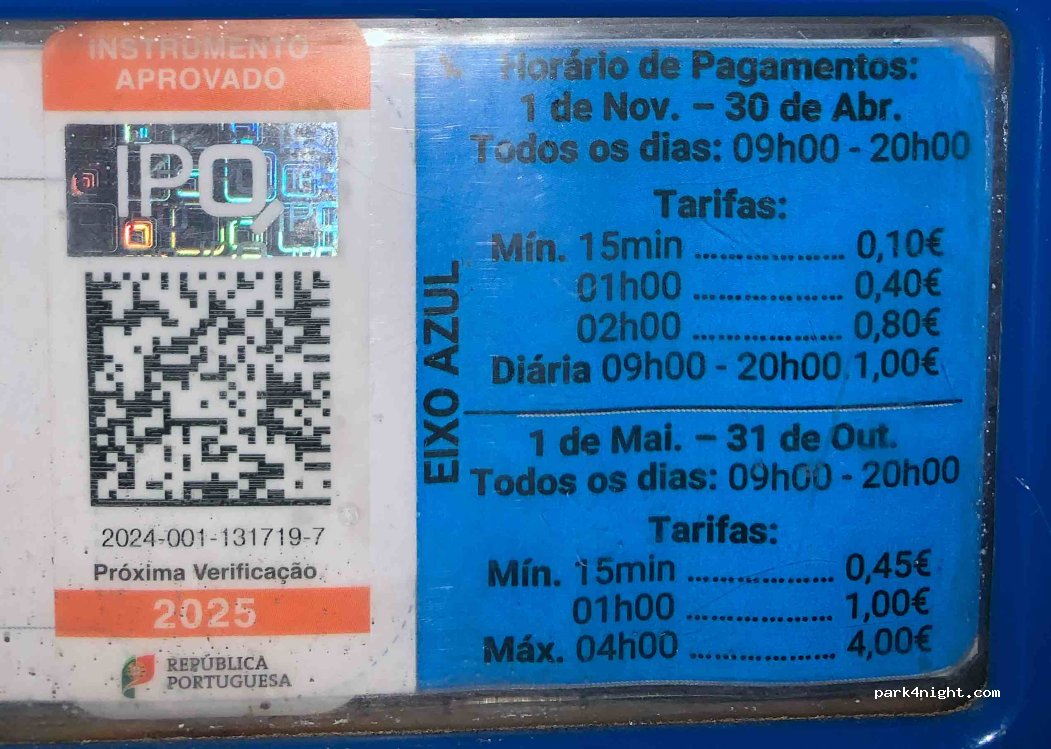 INSTRUMENTO
APROVADO
IPQ
2024-001-131719-7
Próxima Verificação
2025
REPÚBLICA
PORTUGUESA
EIXO AZUL
Horário de Pagamentos:
1 de Nov. – 30 de Abr.
Todos os dias: 09h00 - 20h00
Tarifas:
Mín. 15min ................ 0,10€
01h00 ................ 0,40€
02h00 ................ 0,80€
Diária 09h00 - 20h00 1,00€
1 de Mai. – 31 de Out.
Todos os dias: 09h00 - 20h00
Tarifas:
Mín. 15min ................ 0,45€
01h00 ................ 1,00€
Máx. 04h00 ................ 4,00€
park4night.com